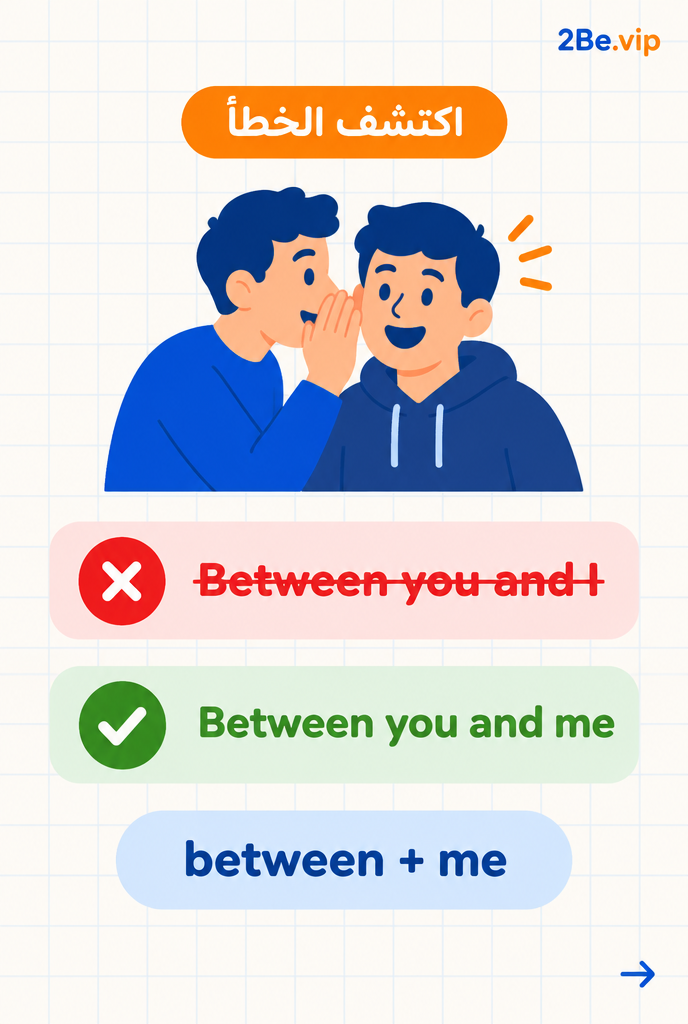 2Be.vip
اكتشف الخطأ
Between you and I
Between you and me
between + me